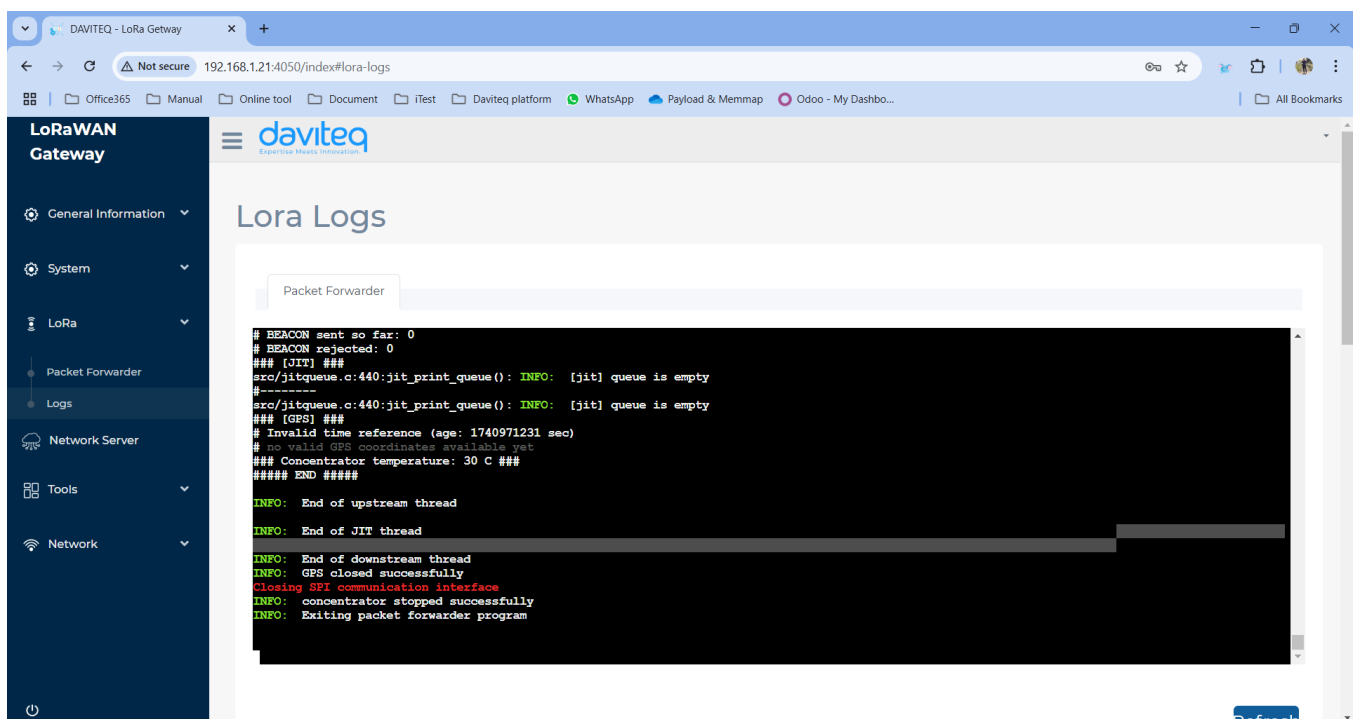 DAVITEQ - LoRa Getway
Not secure 192.168.1.21:4050/index#lora-logs
Office365 Manual Online tool Document iTest Daviteq platform WhatsApp Payload & Memmap Odoo - My Dashbo... All Bookmarks
LoRaWAN
Gateway
daviteq
Expertise Meets Innovation.
General Information
System
LoRa
Packet Forwarder
Logs
Network Server
Tools
Network
Lora Logs
Packet Forwarder
# BEACON sent so far: 0
# BEACON rejected: 0
### [JIT] ###
src/jitqueue.c:440:jit_print_queue(): INFO: [jit] queue is empty
#--------
src/jitqueue.c:440:jit_print_queue(): INFO: [jit] queue is empty
### [GPS] ###
# Invalid time reference (age: 1740971231 sec)
# no valid GPS coordinates available yet
### Concentrator temperature: 30 C ###
##### END #####
INFO: End of upstream thread
INFO: End of JIT thread
INFO: End of downstream thread
INFO: GPS closed successfully
Closing SPI communication interface
INFO: concentrator stopped successfully
INFO: Exiting packet forwarder program
Refresh